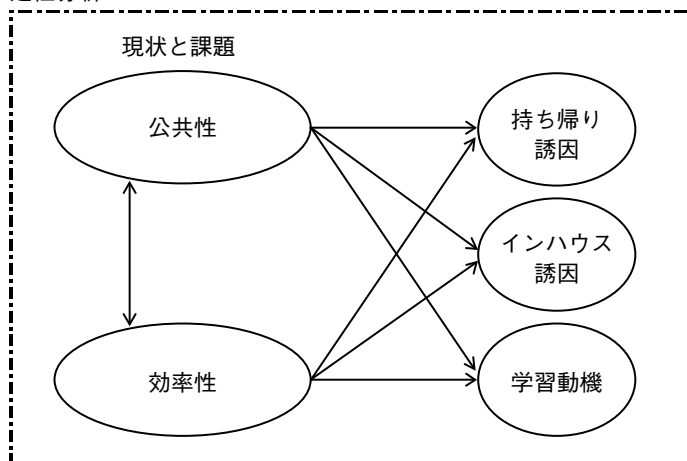 現状と課題
公共性
持ち帰り
誘因
インハウス
誘因
効率性
学習動機